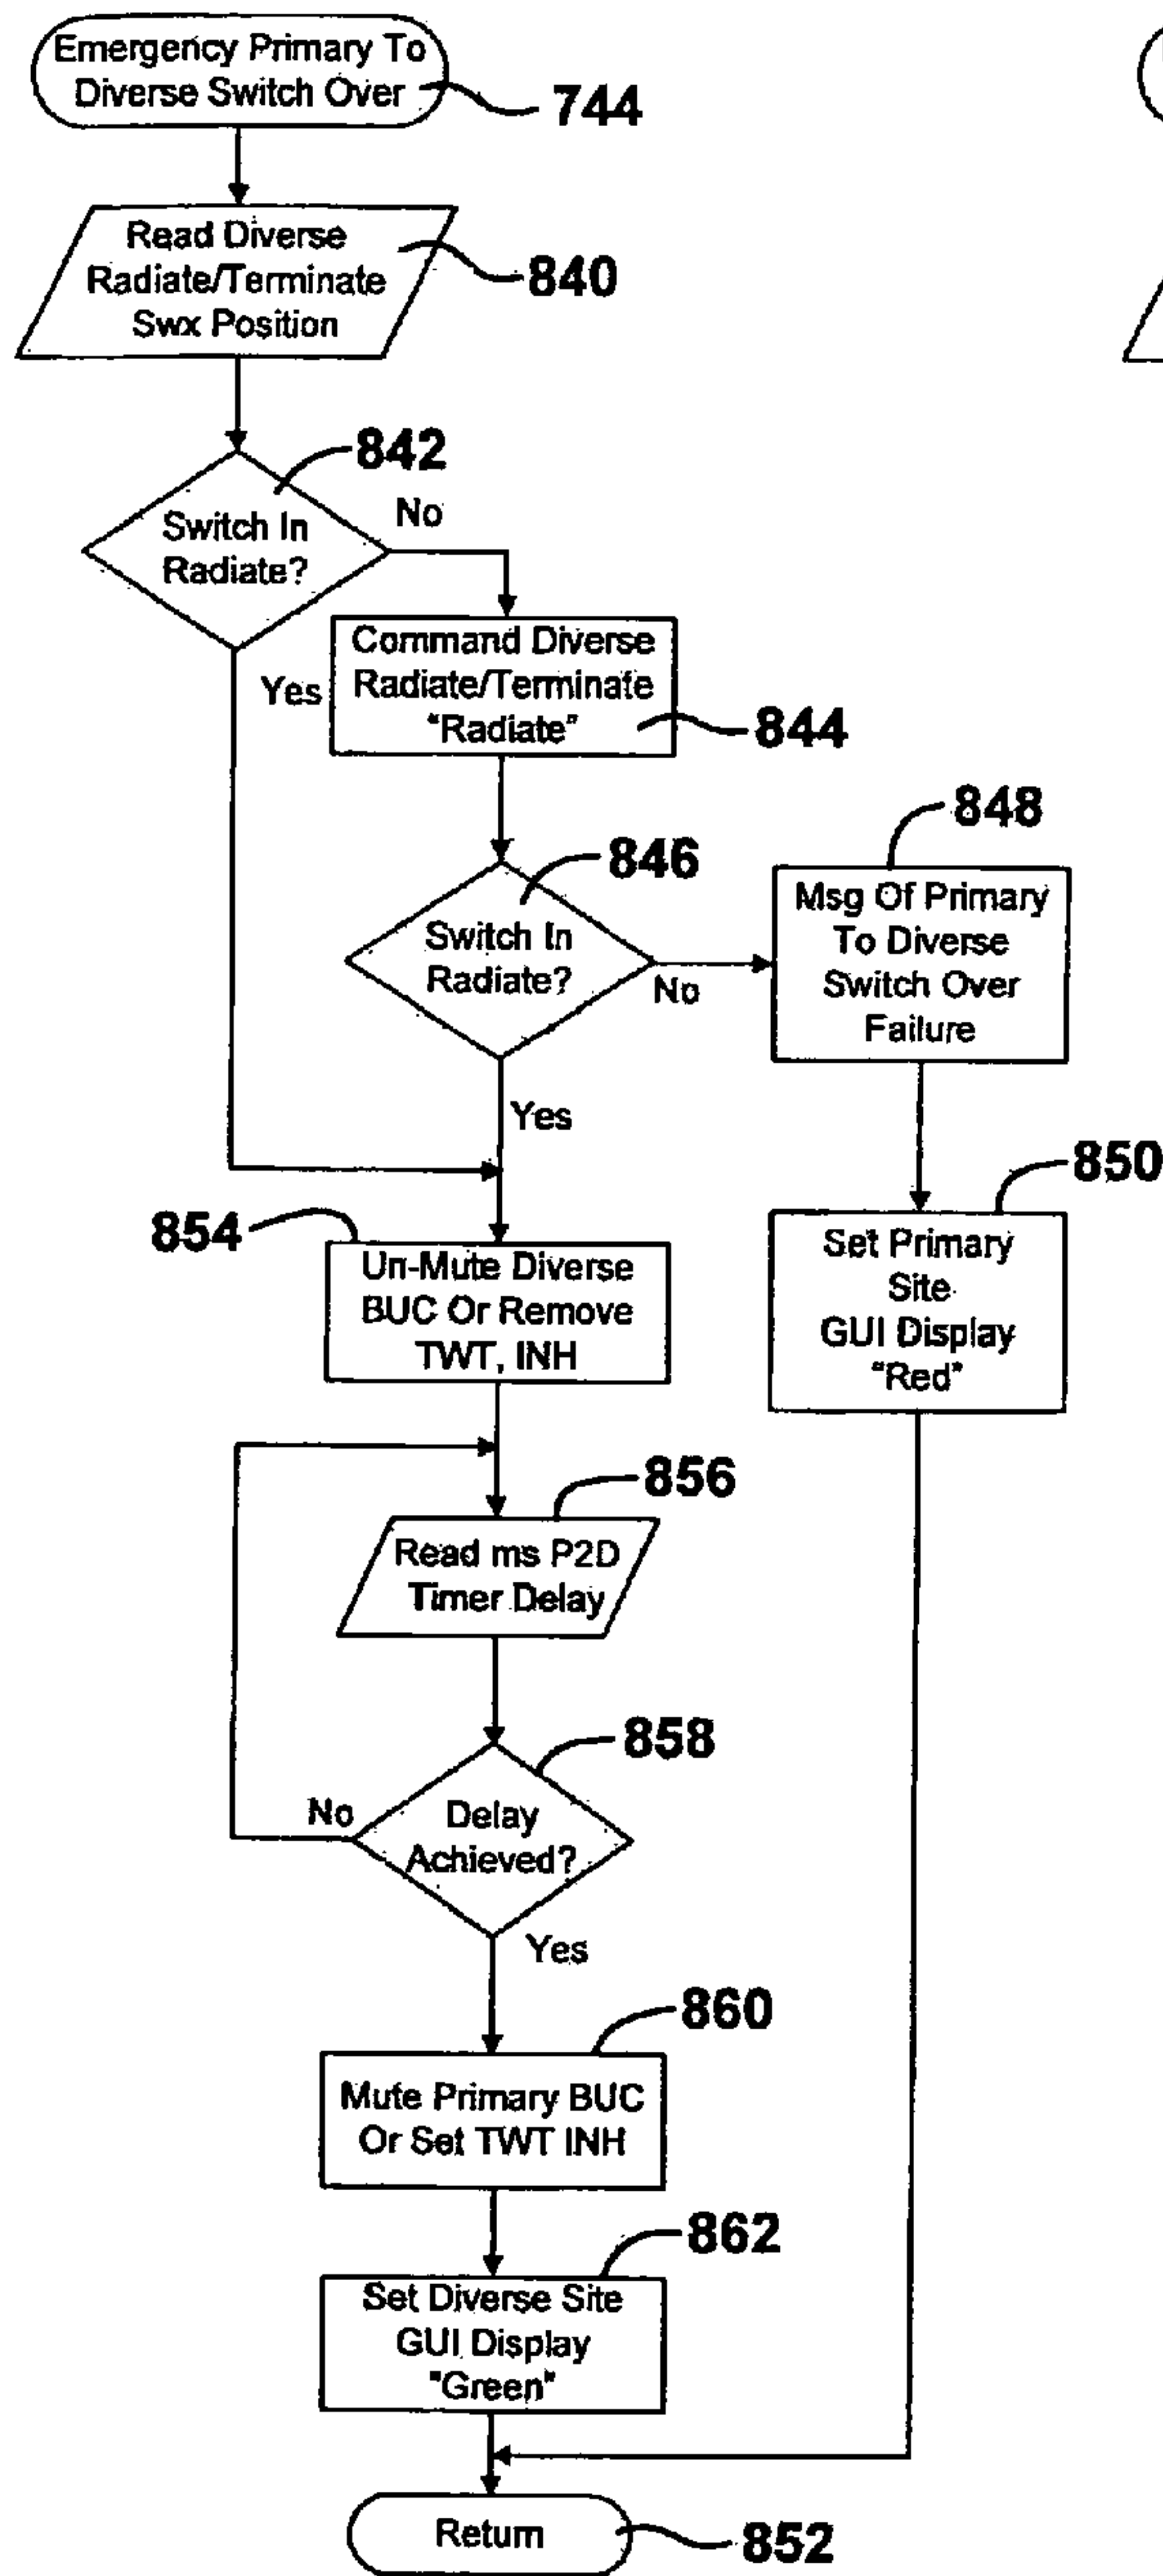 Emergency Primary To
Diverse Switch Over
744
Read Diverse
Radiate/Terminate
Swx Position
840
842
Switch In
Radiate?
No
Yes
Command Diverse
Radiate/Terminate
"Radiate"
844
846
Switch In
Radiate?
No
Yes
848
Msg Of Primary
To Diverse
Switch Over
Failure
850
Set Primary
Site
GUI Display
"Red"
854
Un-Mute Diverse
BUC Or Remove
TWT, INH
856
Read ms P2D
Timer Delay
858
Delay
Achieved?
No
Yes
860
Mute Primary BUC
Or Set TWT INH
862
Set Diverse Site
GUI Display
"Green"
Return
852